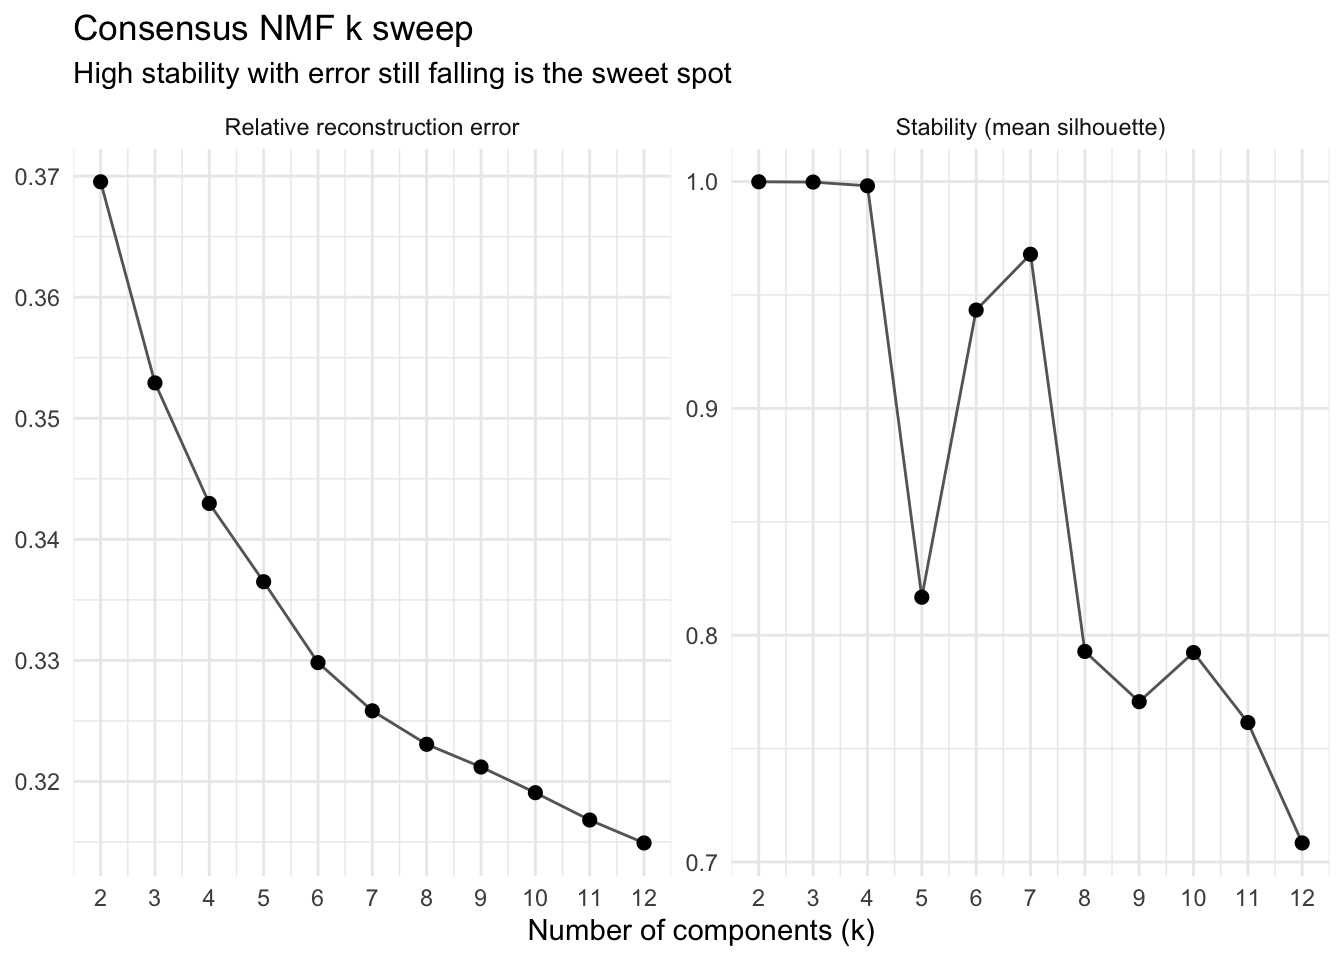 Consensus NMF k sweep
High stability with error still falling is the sweet spot
Relative reconstruction error
0.37
0.36
0.35
0.34
0.33
0.32
2 3 4 5 6 7 8 9 10 11 12
Stability (mean silhouette)
1.0
0.9
0.8
0.7
2 3 4 5 6 7 8 9 10 11 12
Number of components (k)